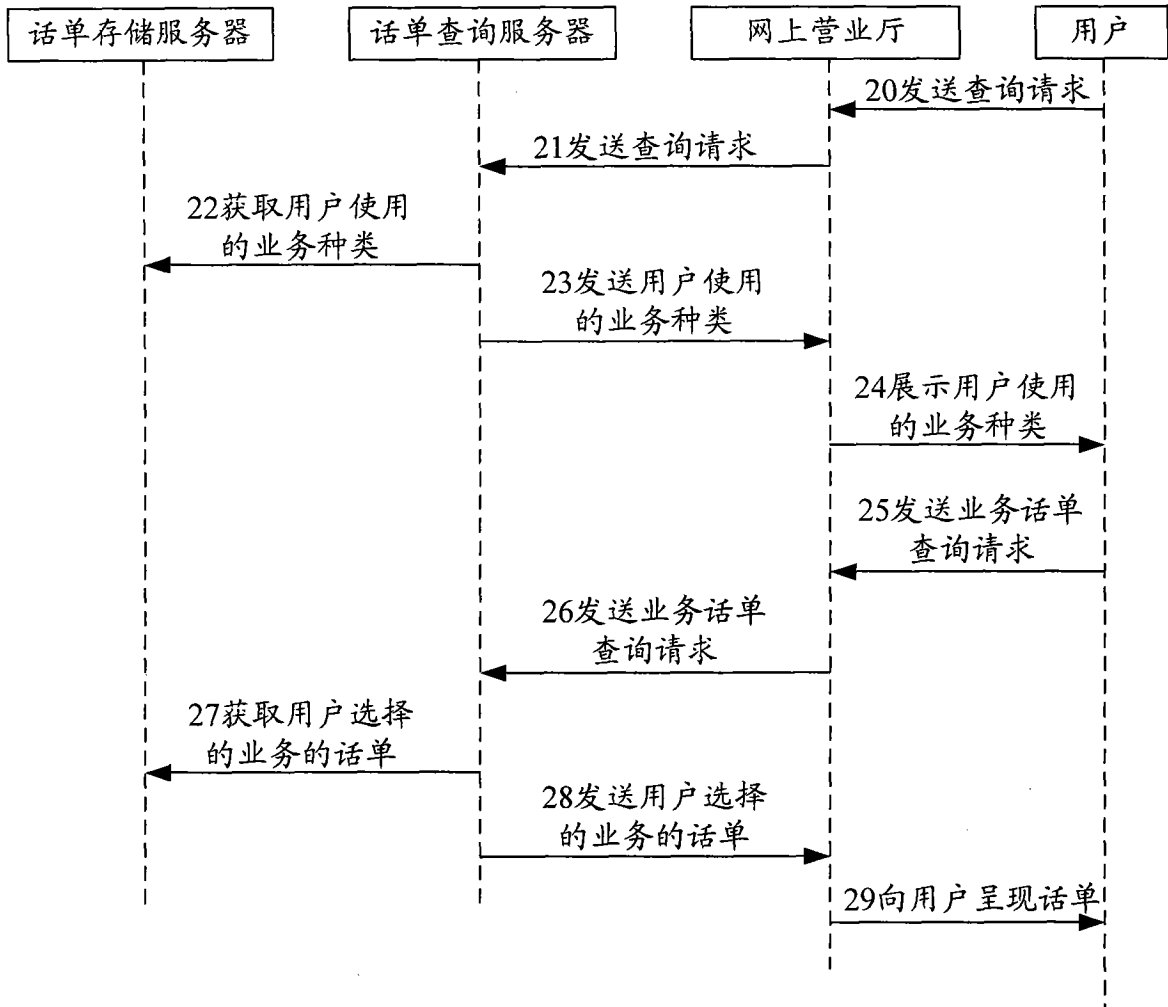 话单存储服务器
话单查询服务器
网上营业厅
用户
20发送查询请求
21发送查询请求
22获取用户使用
的业务种类
23发送用户使用
的业务种类
24展示用户使用
的业务种类
25发送业务话单
查询请求
26发送业务话单
查询请求
27获取用户选择
的业务的话单
28发送用户选择
的业务的话单
29向用户呈现话单